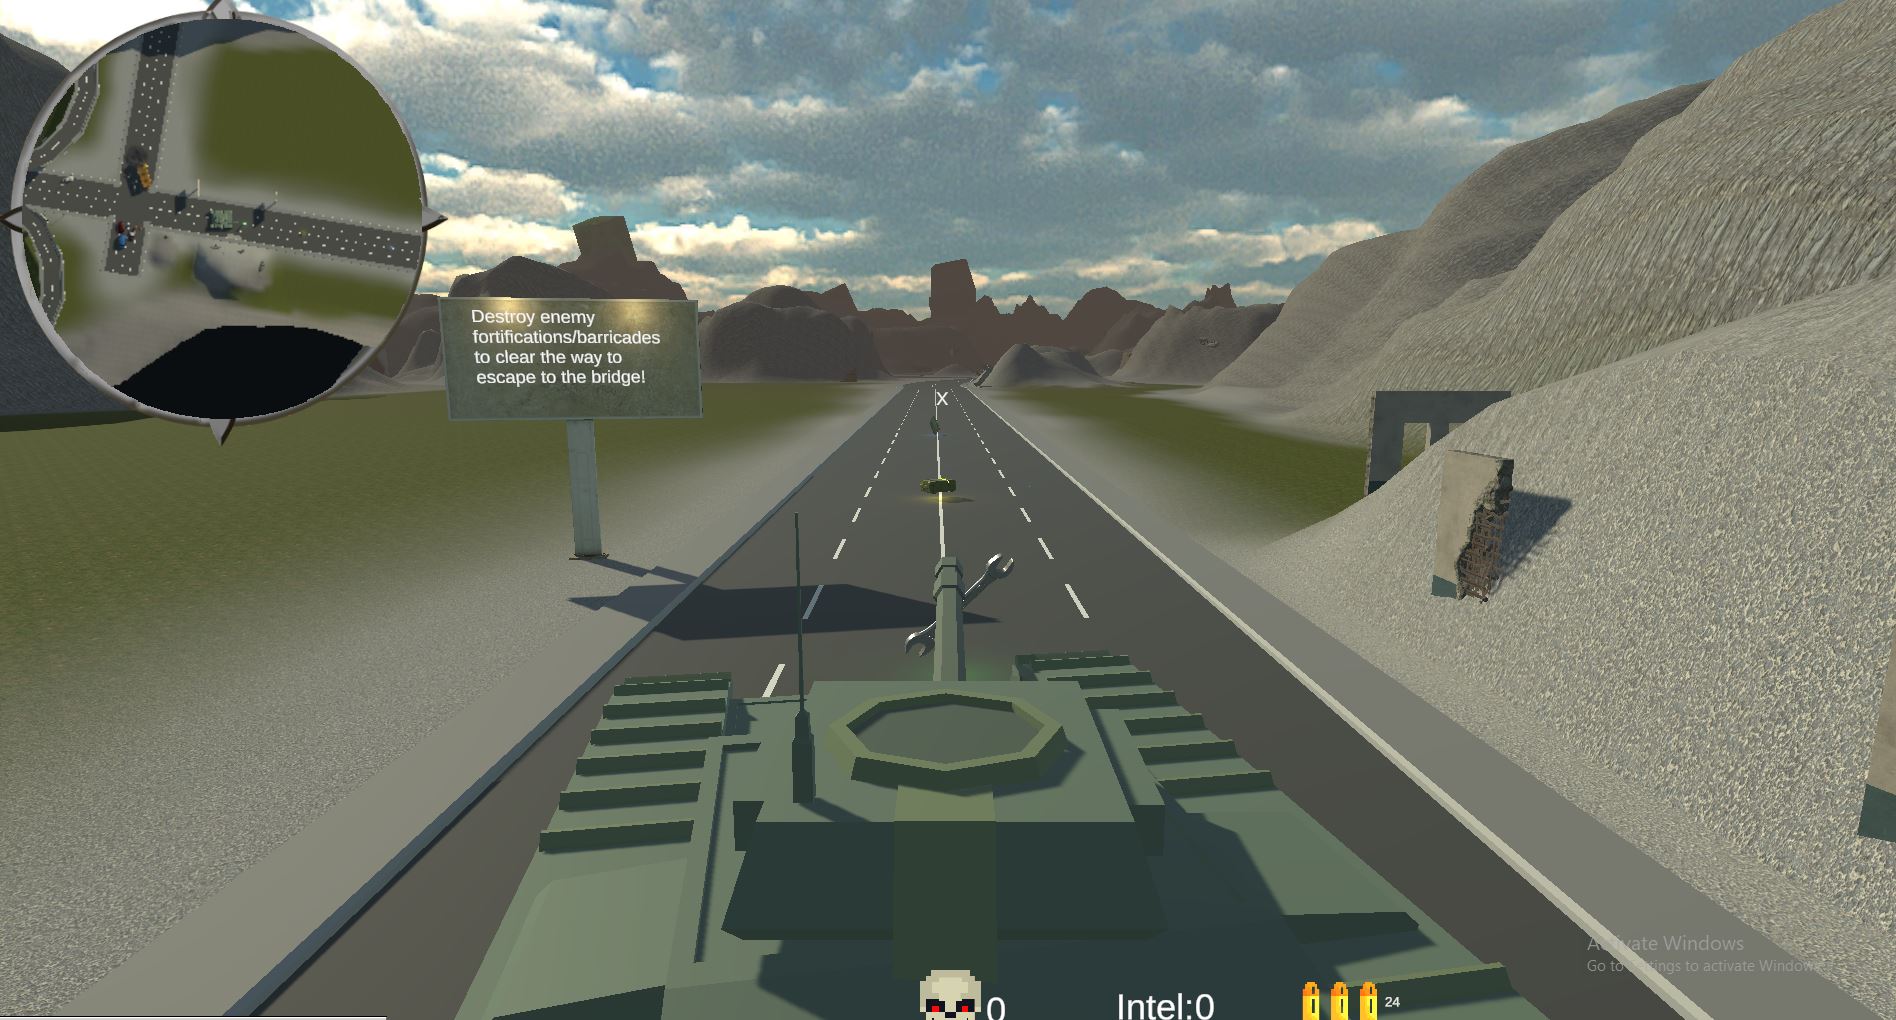 Destroy enemy
fortifications/barricades
to clear the way to
escape to the bridge!
X
Activate Windows
Go to Settings to activate Windows.
0
Intel:0
24